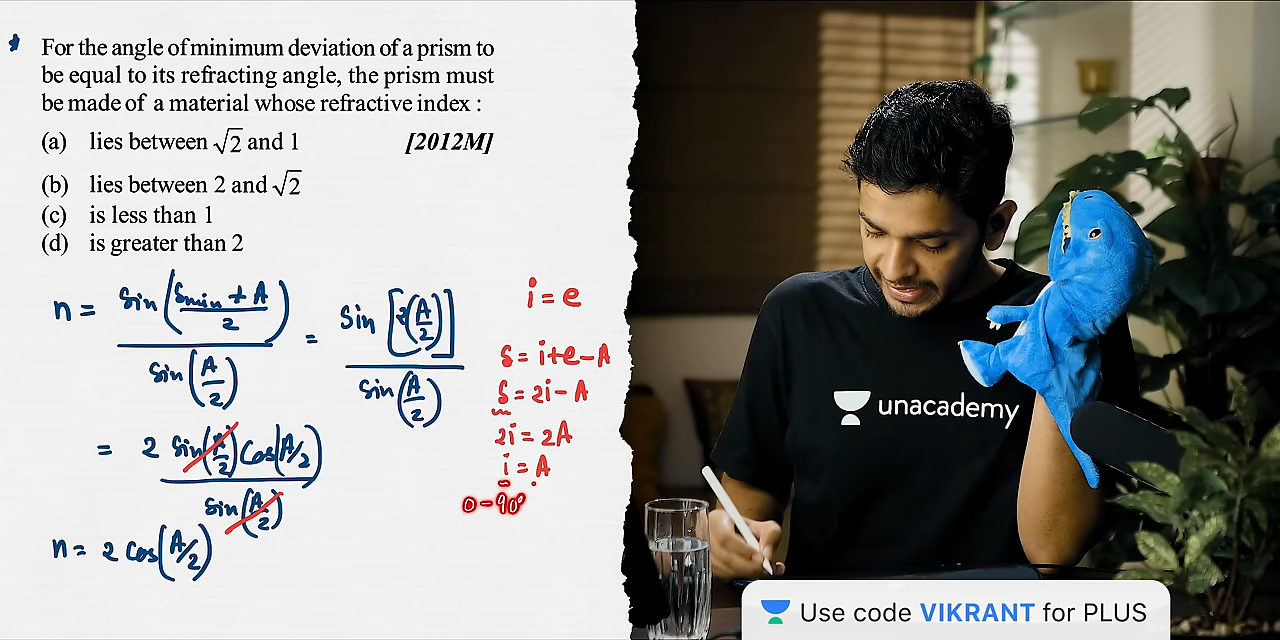 For the angle of minimum deviation of a prism to
be equal to its refracting angle, the prism must
be made of a material whose refractive index :
(a) lies between √2 and 1 [2012M]
(b) lies between 2 and √2
(c) is less than 1
(d) is greater than 2
n = sin(δmin + A / 2) / sin(A/2) = sin[2(A/2)] / sin(A/2)
= 2 sin(A/2) cos(A/2) / sin(A/2)
n = 2 cos(A/2)
i = e
δ = i+e-A
δ = 2i-A
2i = 2A
i = A
0-90°
unacademy
Use code VIKRANT for PLUS